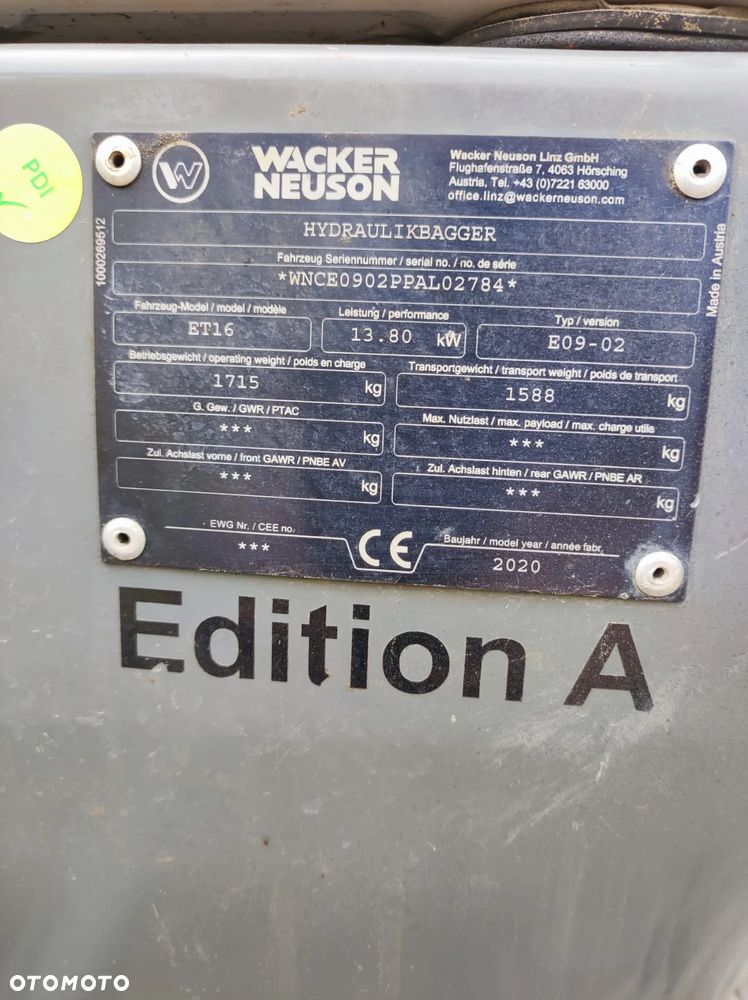 PDI
W
WACKER
NEUSON
Wacker Neuson Linz GmbH
Flughafenstraße 7, 4063 Hörsching
Austria, Tel. +43 (0)7221 63000
office.linz@wackerneuson.com
1000269512
Made in Austria
HYDRAULIKBAGGER
Fahrzeug Seriennummer / serial no. / no. de série
*WNCE0902PPAL02784*
Fahrzeug-Model / model / modèle
Leistung / performance
Typ / version
ET16
13.80 kW
E09-02
Betriebsgewicht / operating weight / poids en charge
Transportgewicht / transport weight / poids de transport
1715 kg
1588 kg
G. Gew. / GWR / PTAC
Max. Nutzlast / max. payload / max. charge utile
*** kg
*** kg
Zul. Achslast vorne / front GAWR / PNBE AV
Zul. Achslast hinten / rear GAWR / PNBE AR
*** kg
*** kg
EWG Nr. / CEE no.
CE
Baujahr / model year / année fabr.
***
2020
Edition A
OTOMOTO